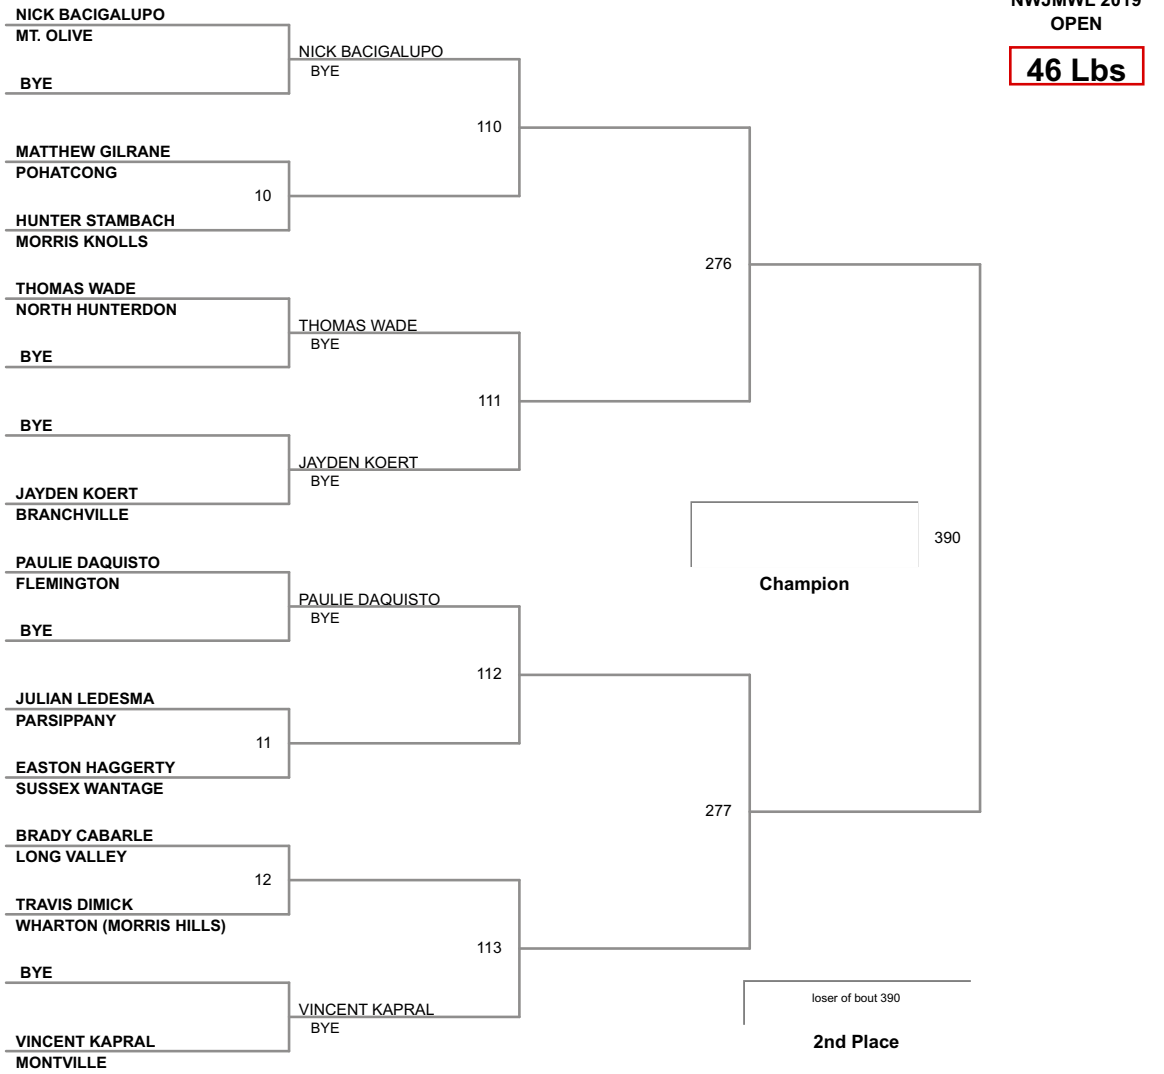 NWJMWL 2019
OPEN
46 Lbs
NICK BACIGALUPO
MT. OLIVE
NICK BACIGALUPO
BYE
BYE
110
MATTHEW GILRANE
POHATCONG
10
HUNTER STAMBACH
MORRIS KNOLLS
276
THOMAS WADE
NORTH HUNTERDON
THOMAS WADE
BYE
BYE
111
BYE
JAYDEN KOERT
BYE
JAYDEN KOERT
BRANCHVILLE
390
Champion
PAULIE DAQUISTO
FLEMINGTON
PAULIE DAQUISTO
BYE
BYE
112
JULIAN LEDESMA
PARSIPPANY
11
EASTON HAGGERTY
SUSSEX WANTAGE
277
BRADY CABARLE
LONG VALLEY
12
TRAVIS DIMICK
WHARTON (MORRIS HILLS)
113
BYE
loser of bout 390
VINCENT KAPRAL
BYE
2nd Place
VINCENT KAPRAL
MONTVILLE